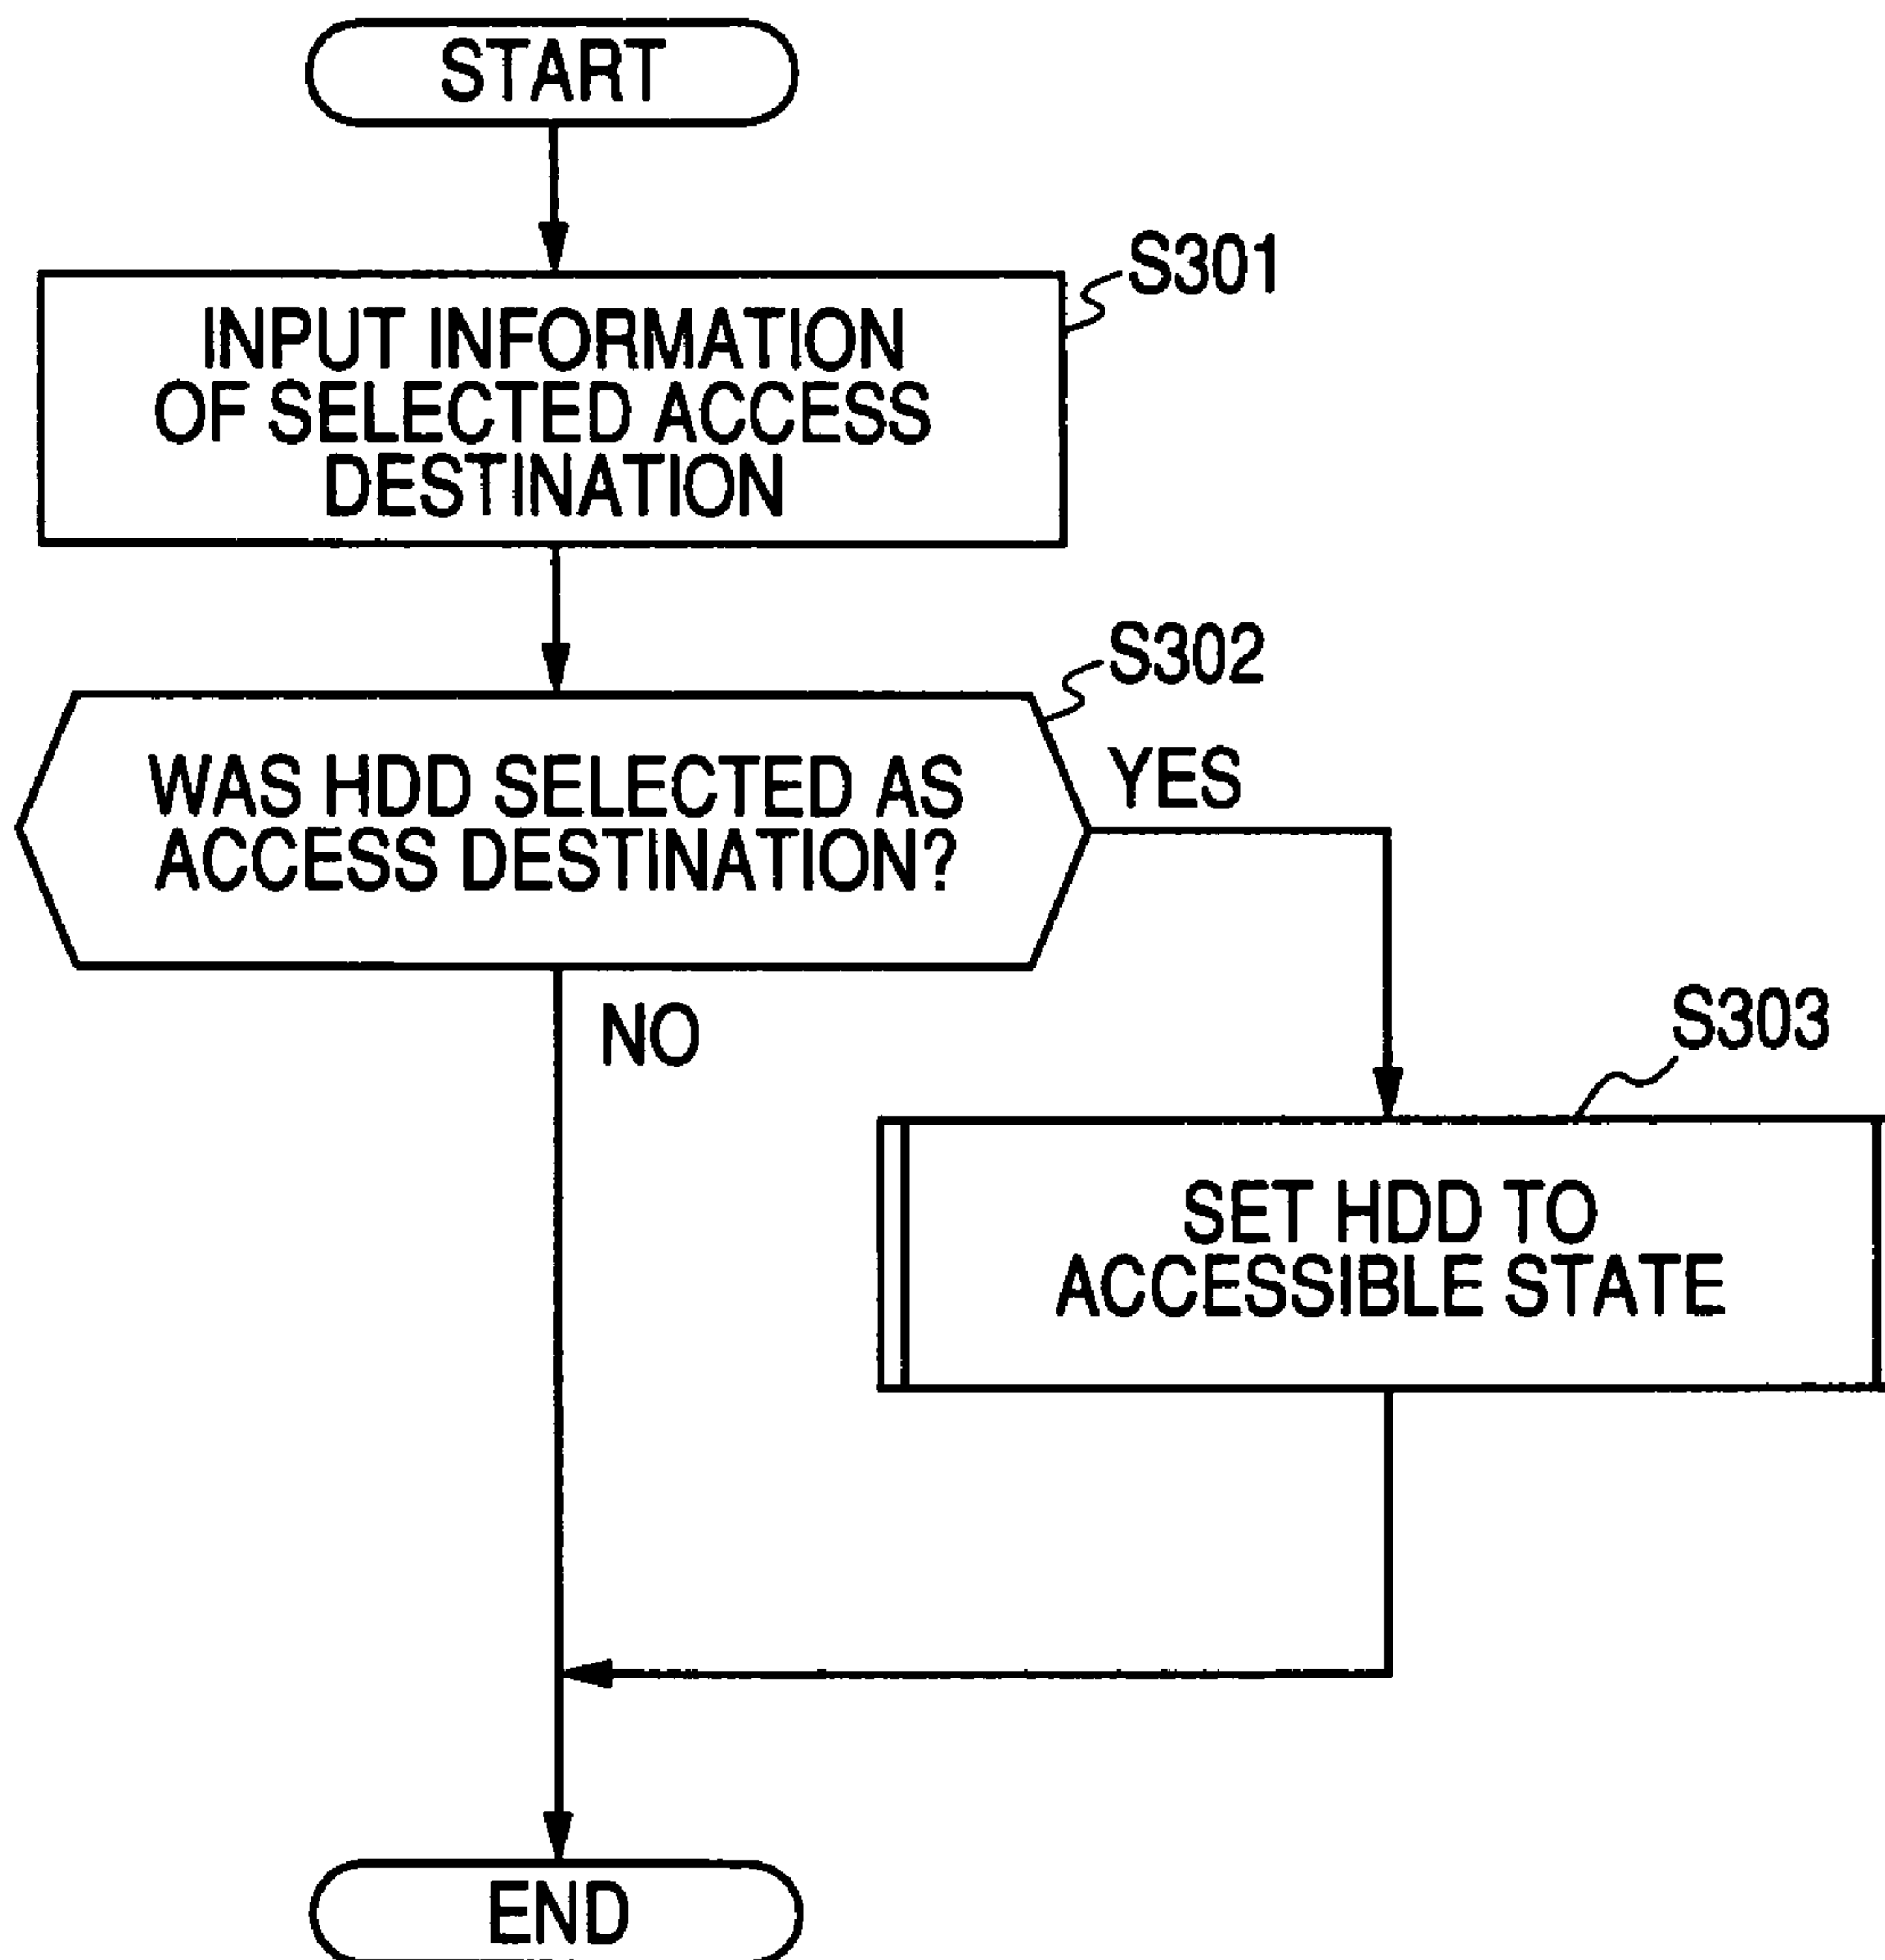 START
S301
INPUT INFORMATION
OF SELECTED ACCESS
DESTINATION
S302
WAS HDD SELECTED AS
ACCESS DESTINATION?
YES
NO
S303
SET HDD TO
ACCESSIBLE STATE
END